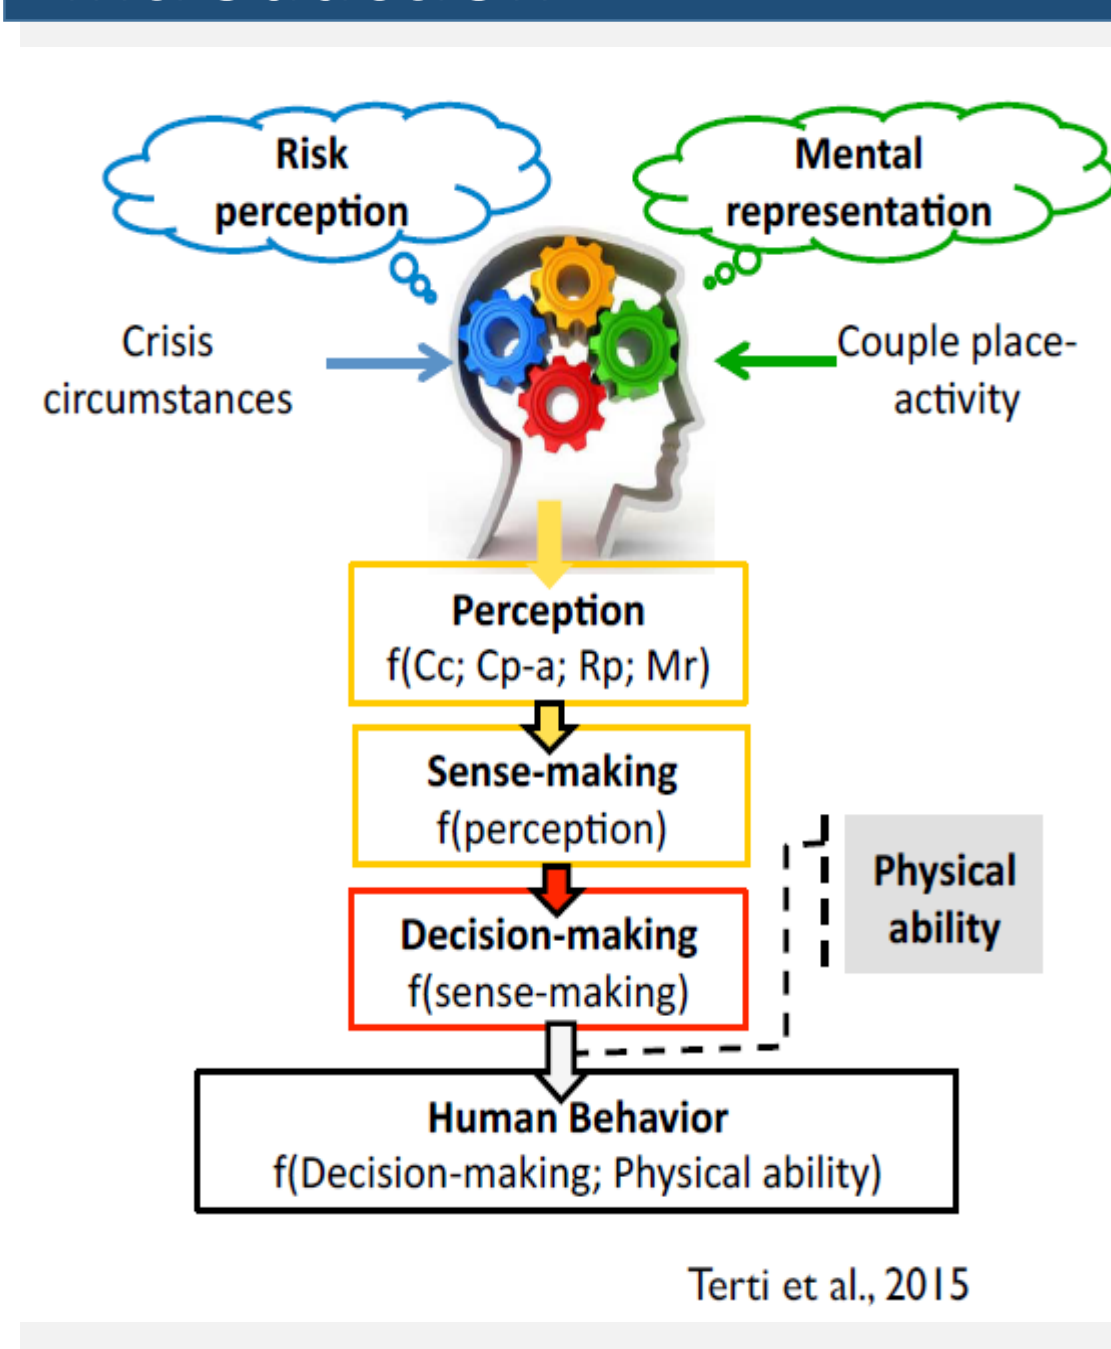 Risk
perception
Mental
representation
Crisis
circumstances
Couple place-
activity
Perception
f(Cc; Cp-a; Rp; Mr)
Sense-making
f(perception)
Decision-making
f(sense-making)
Physical
ability
Human Behavior
f(Decision-making; Physical ability)
Terti et al., 2015